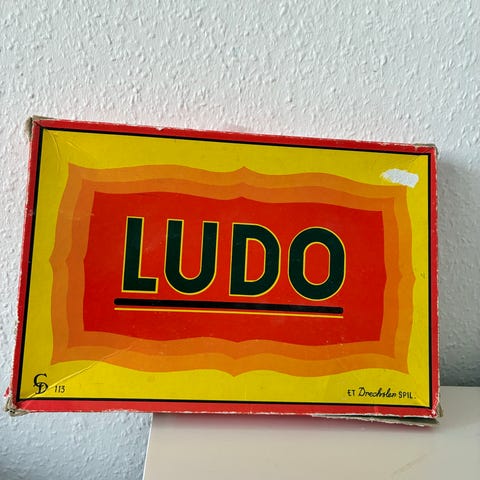 LUDO
CD 113
ET Drechsler SPIL.